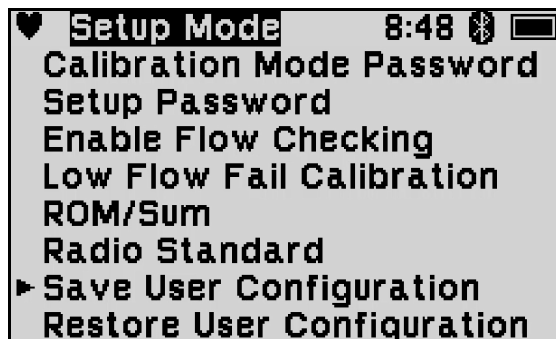 Setup Mode 8:48
Calibration Mode Password
Setup Password
Enable Flow Checking
Low Flow Fail Calibration
ROM/Sum
Radio Standard
Save User Configuration
Restore User Configuration